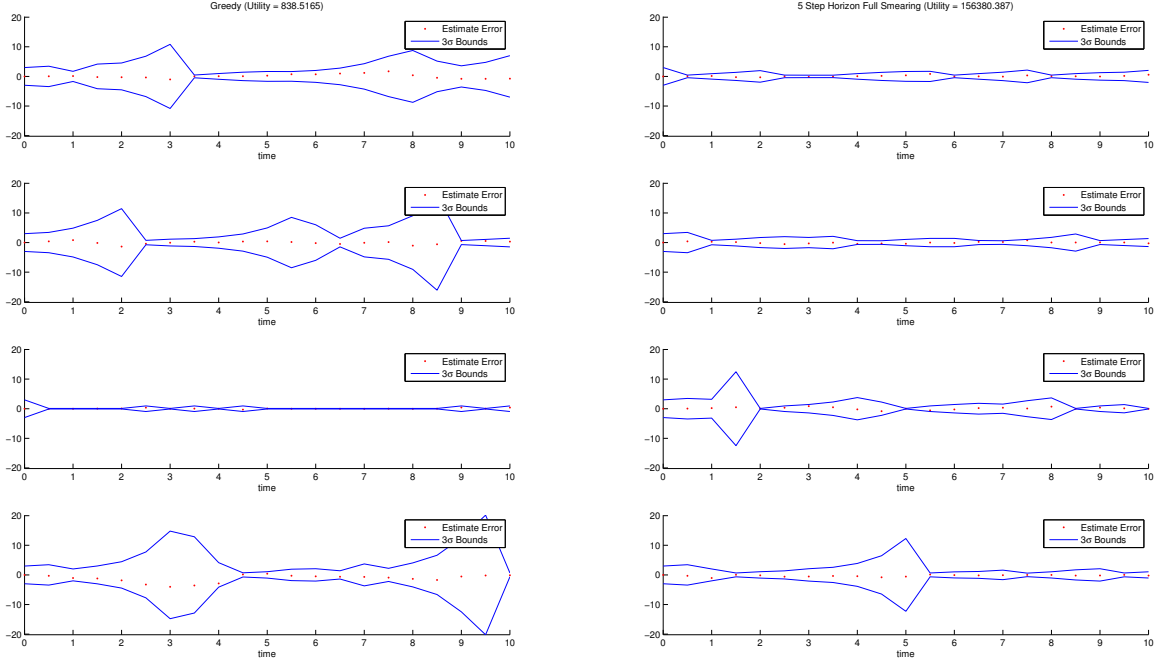 Greedy (Utility = 838.5165)
20
10
0
−10
−20
0 1 2 3 4 5 6 7 8 9 10
time
Estimate Error
3σ Bounds
5 Step Horizon Full Smearing (Utility = 156380.387)
20
10
0
−10
−20
0 1 2 3 4 5 6 7 8 9 10
time
Estimate Error
3σ Bounds
20
10
0
−10
−20
0 1 2 3 4 5 6 7 8 9 10
time
Estimate Error
3σ Bounds
20
10
0
−10
−20
0 1 2 3 4 5 6 7 8 9 10
time
Estimate Error
3σ Bounds
20
10
0
−10
−20
0 1 2 3 4 5 6 7 8 9 10
time
Estimate Error
3σ Bounds
20
10
0
−10
−20
0 1 2 3 4 5 6 7 8 9 10
time
Estimate Error
3σ Bounds
20
10
0
−10
−20
0 1 2 3 4 5 6 7 8 9 10
time
Estimate Error
3σ Bounds
20
10
0
−10
−20
0 1 2 3 4 5 6 7 8 9 10
time
Estimate Error
3σ Bounds